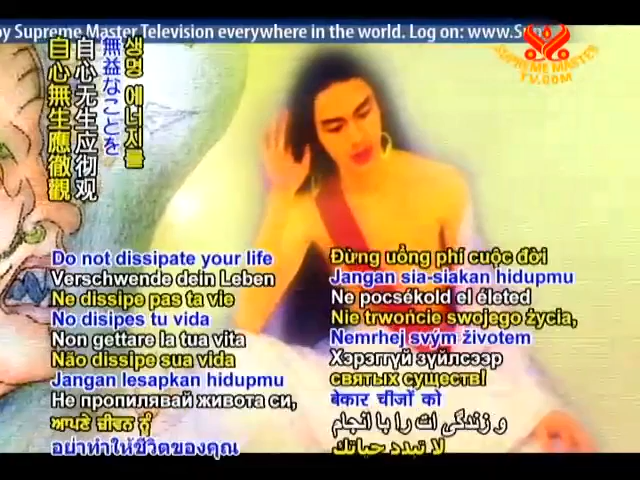 by Supreme Master Television everywhere in the world. Log on: www.Sup
SUPREME MASTER
TV.COM
自心無生應徹觀
自心无生应彻观
無益なことを
생명 에너지를
Do not dissipate your life
Verschwende dein Leben
Ne dissipe pas ta vie
No disipes tu vida
Non gettare la tua vita
Não dissipe sua vida
Jangan lesapkan hidupmu
Не пропилявай живота си,
ਆਪਣੇ ਜੀਵਨ ਨੂੰ
อย่าทำให้ชีวิตของคุณ
Đừng uổng phí cuộc đời
Jangan sia-siakan hidupmu
Ne pocsékold el életed
Nie trwońcie swojego życia,
Nemrhej svým životem
Хэрэггүй зүйлсээр
святых существ!
बेकार चीजों को
و زندگی ات را با انجام
لا تبدد حياتك